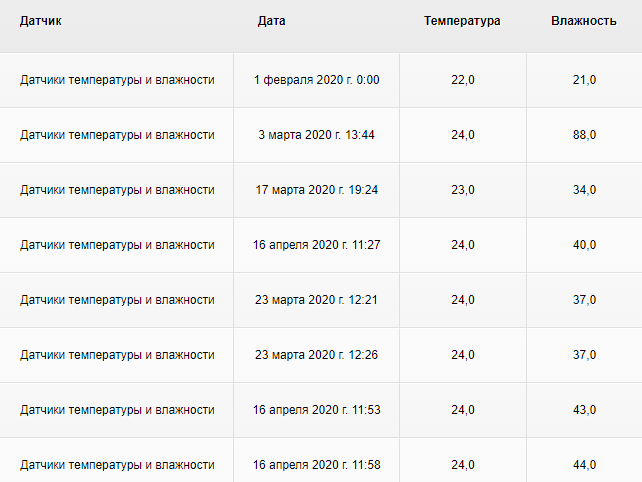 Датчик Дата Температура Влажность
Датчики температуры и влажности 1 февраля 2020 г. 0:00 22,0 21,0
Датчики температуры и влажности 3 марта 2020 г. 13:44 24,0 88,0
Датчики температуры и влажности 17 марта 2020 г. 19:24 23,0 34,0
Датчики температуры и влажности 16 апреля 2020 г. 11:27 24,0 40,0
Датчики температуры и влажности 23 марта 2020 г. 12:21 24,0 37,0
Датчики температуры и влажности 23 марта 2020 г. 12:26 24,0 37,0
Датчики температуры и влажности 16 апреля 2020 г. 11:53 24,0 43,0
Датчики температуры и влажности 16 апреля 2020 г. 11:58 24,0 44,0